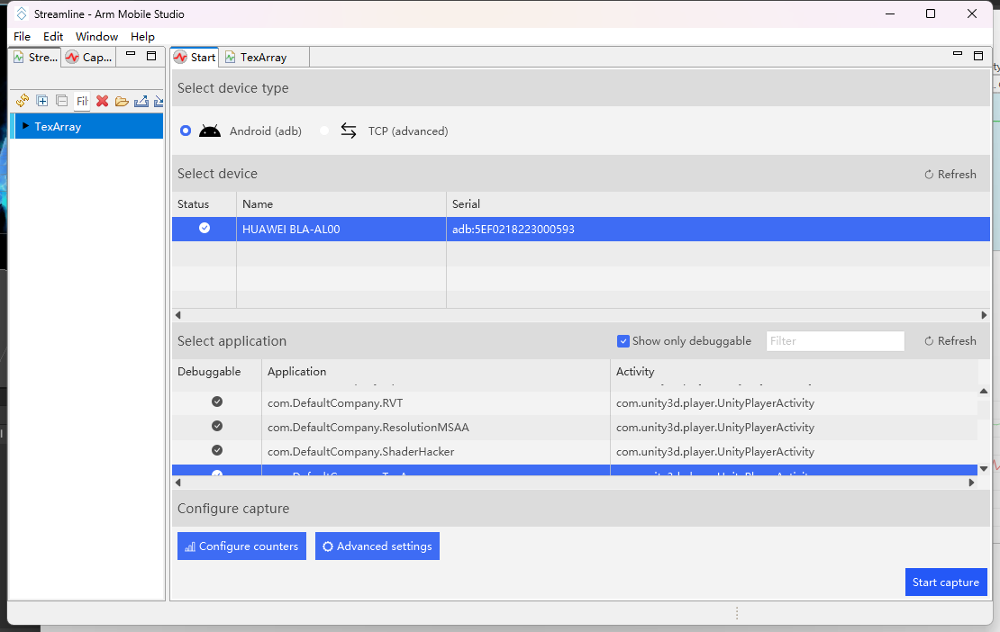 Streamline - Arm Mobile Studio
File Edit Window Help
Stre... Cap... Start TexArray
Select device type
Fil
TexArray
Android (adb) TCP (advanced)
Select device Refresh
Status Name Serial
HUAWEI BLA-AL00 adb:5EF0218223000593
Select application Show only debuggable Filter Refresh
Debuggable Application Activity
com.DefaultCompany.RVT com.unity3d.player.UnityPlayerActivity
com.DefaultCompany.ResolutionMSAA com.unity3d.player.UnityPlayerActivity
com.DefaultCompany.ShaderHacker com.unity3d.player.UnityPlayerActivity
Configure capture
Configure counters Advanced settings
Start capture